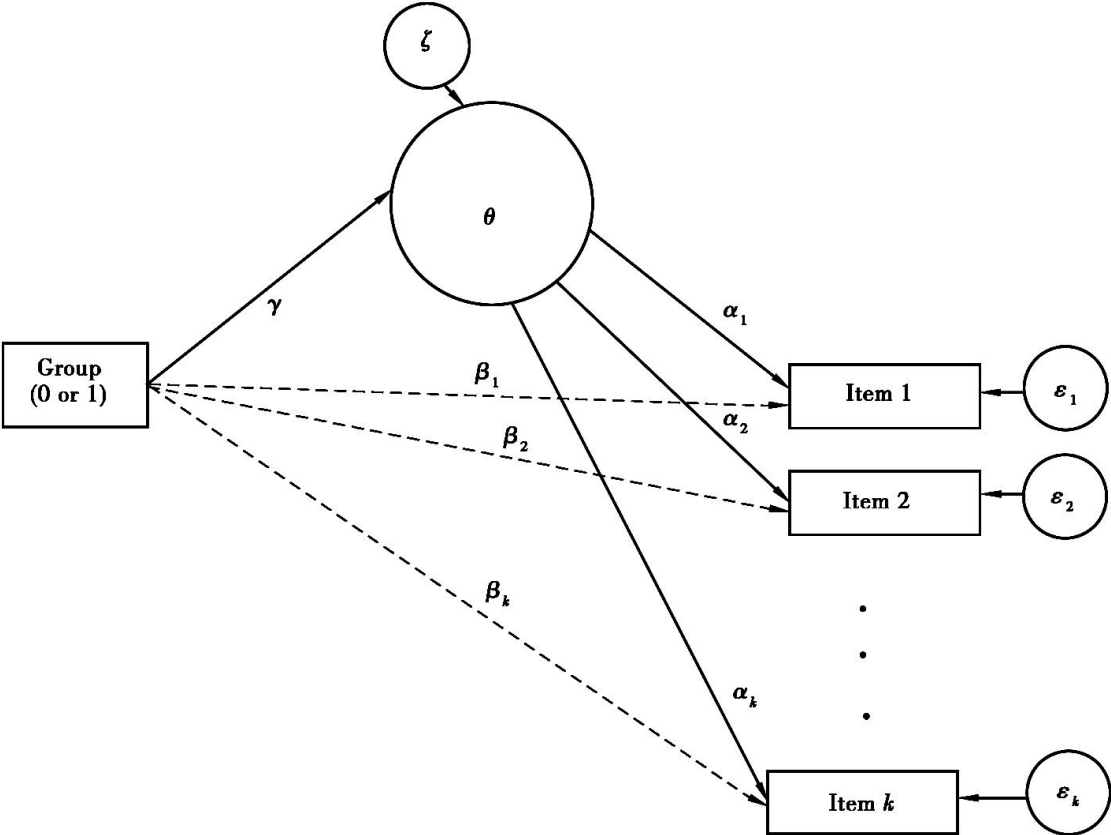 ζ
θ
γ
α₁
Group
(0 or 1)
β₁
Item 1
ε₁
α₂
β₂
Item 2
ε₂
βₖ
αₖ
Item k
εₖ